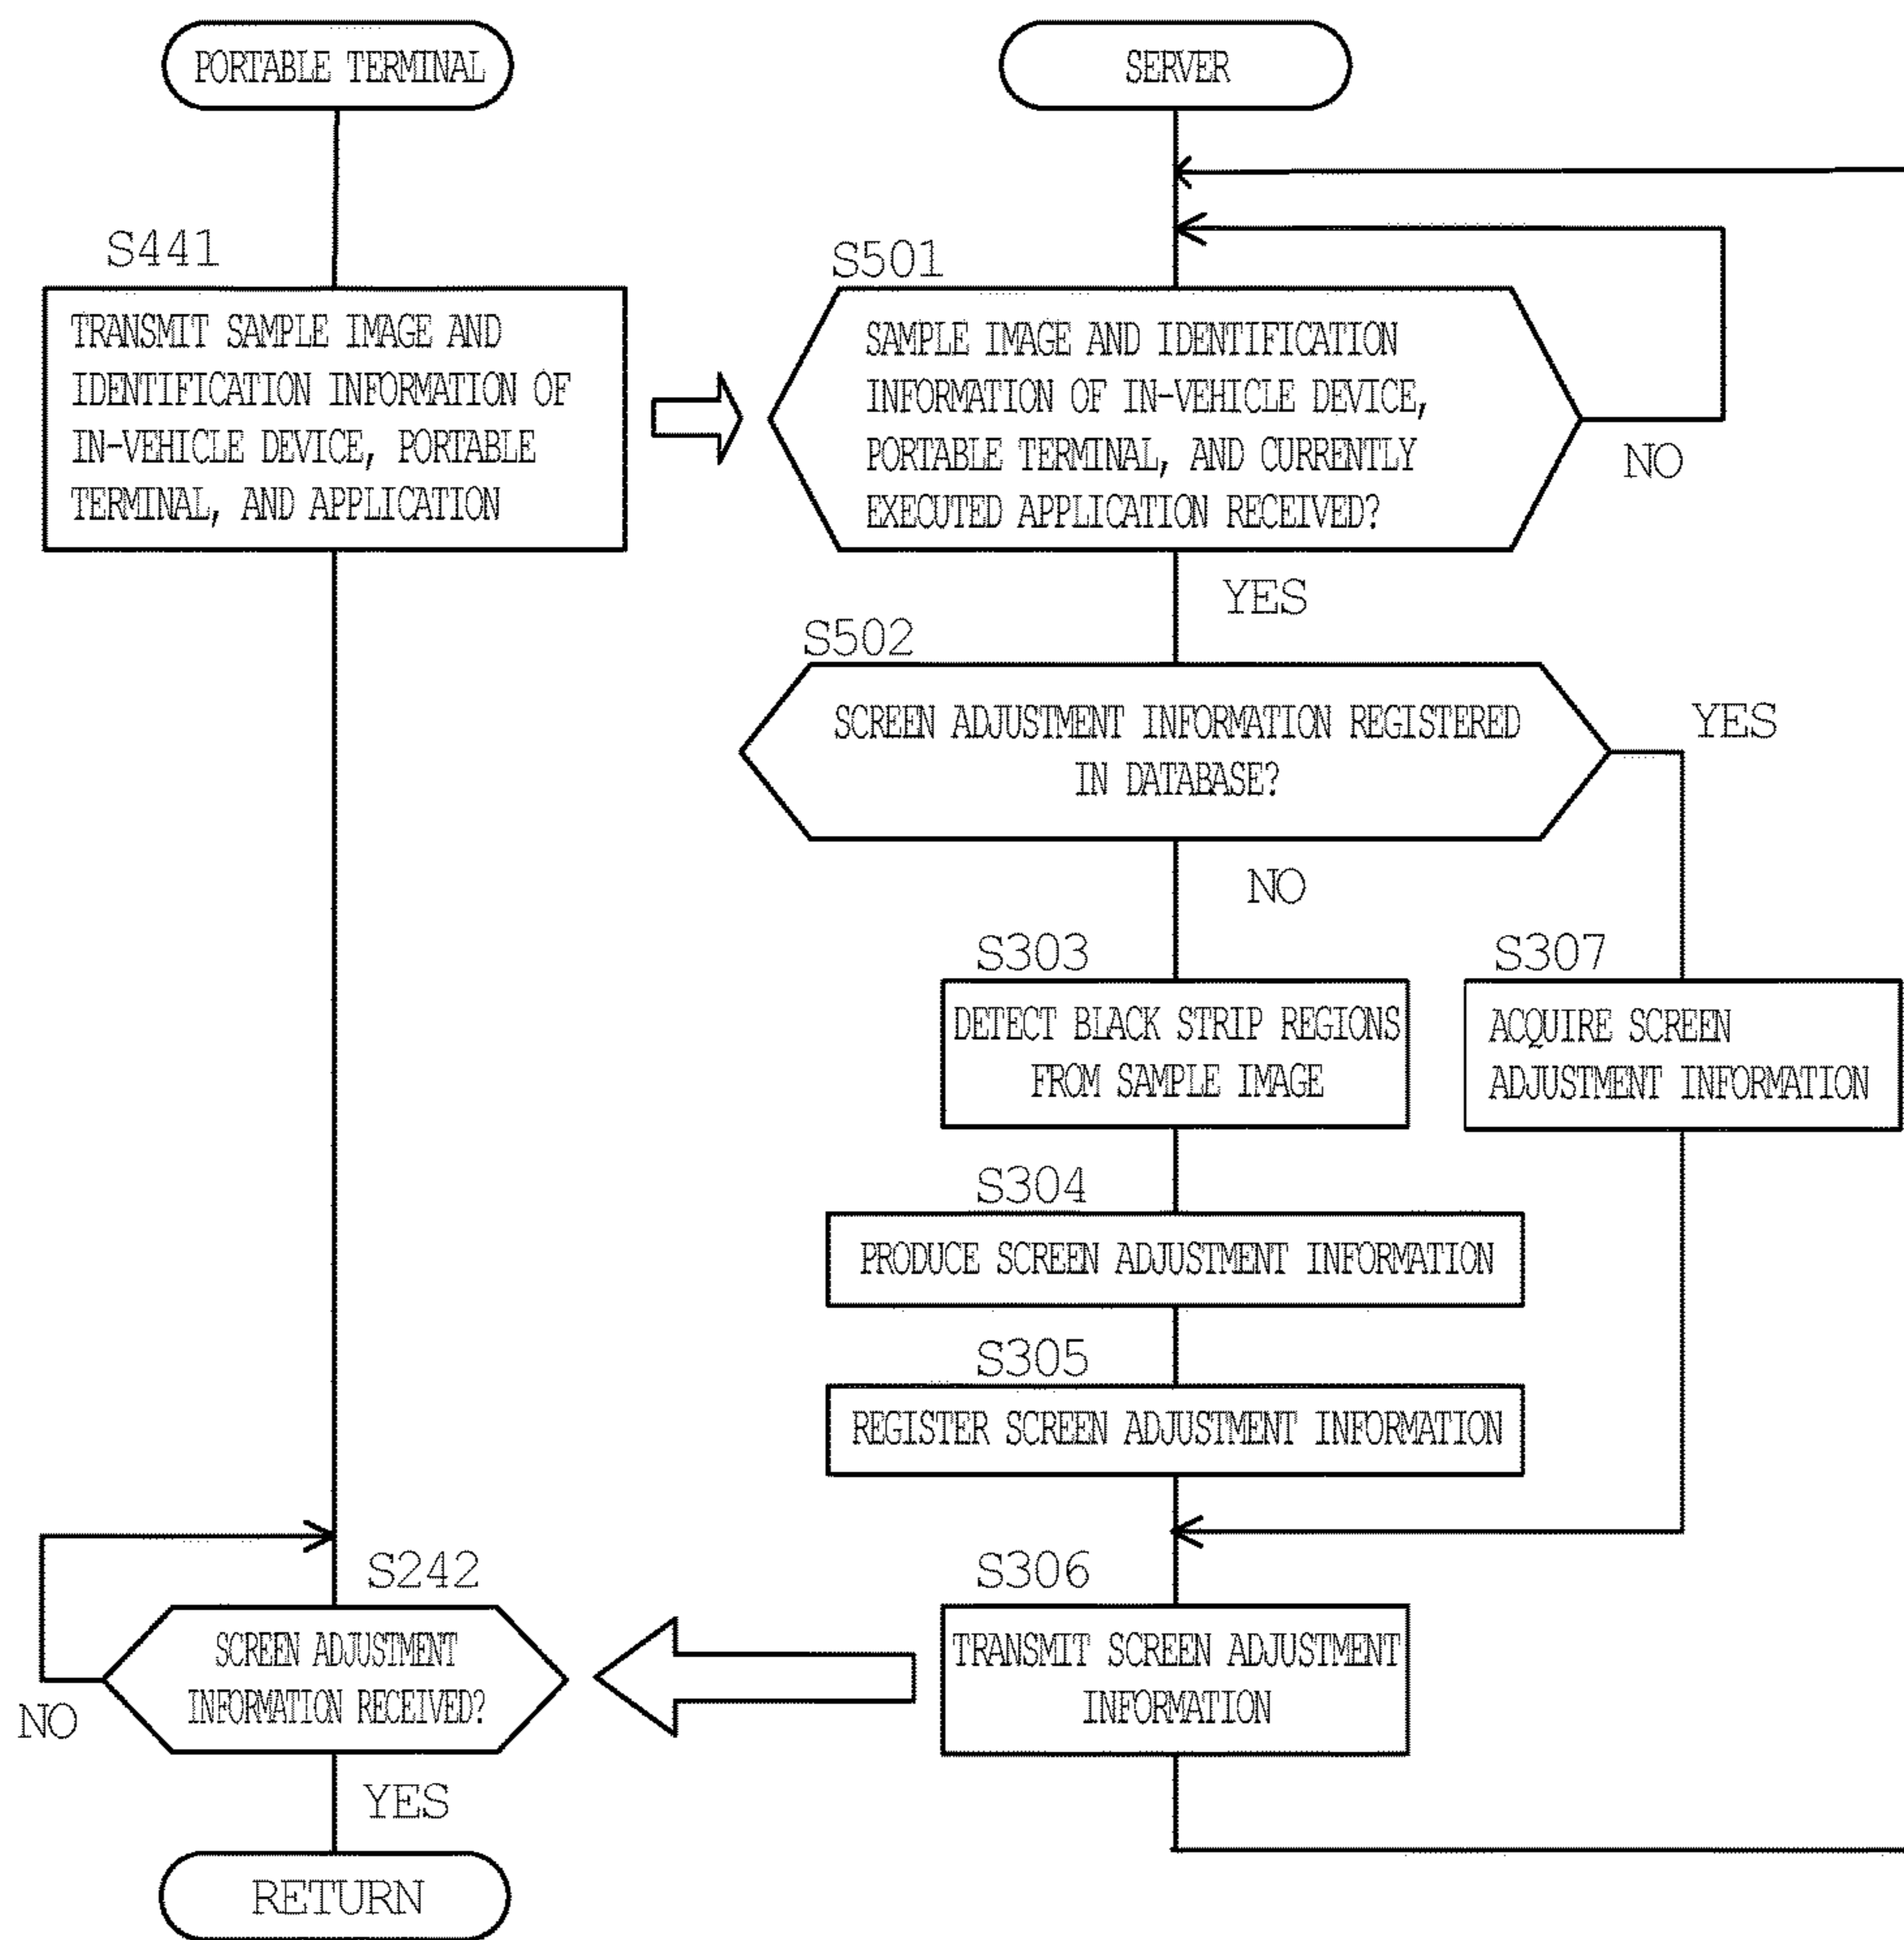 PORTABLE TERMINAL
SERVER
S441
TRANSMIT SAMPLE IMAGE AND
IDENTIFICATION INFORMATION OF
IN-VEHICLE DEVICE, PORTABLE
TERMINAL, AND APPLICATION
S501
SAMPLE IMAGE AND IDENTIFICATION
INFORMATION OF IN-VEHICLE DEVICE,
PORTABLE TERMINAL, AND CURRENTLY
EXECUTED APPLICATION RECEIVED?
NO
YES
S502
SCREEN ADJUSTMENT INFORMATION REGISTERED
IN DATABASE?
YES
NO
S303
DETECT BLACK STRIP REGIONS
FROM SAMPLE IMAGE
S307
ACQUIRE SCREEN
ADJUSTMENT INFORMATION
S304
PRODUCE SCREEN ADJUSTMENT INFORMATION
S305
REGISTER SCREEN ADJUSTMENT INFORMATION
S242
SCREEN ADJUSTMENT
INFORMATION RECEIVED?
NO
YES
S306
TRANSMIT SCREEN ADJUSTMENT
INFORMATION
RETURN